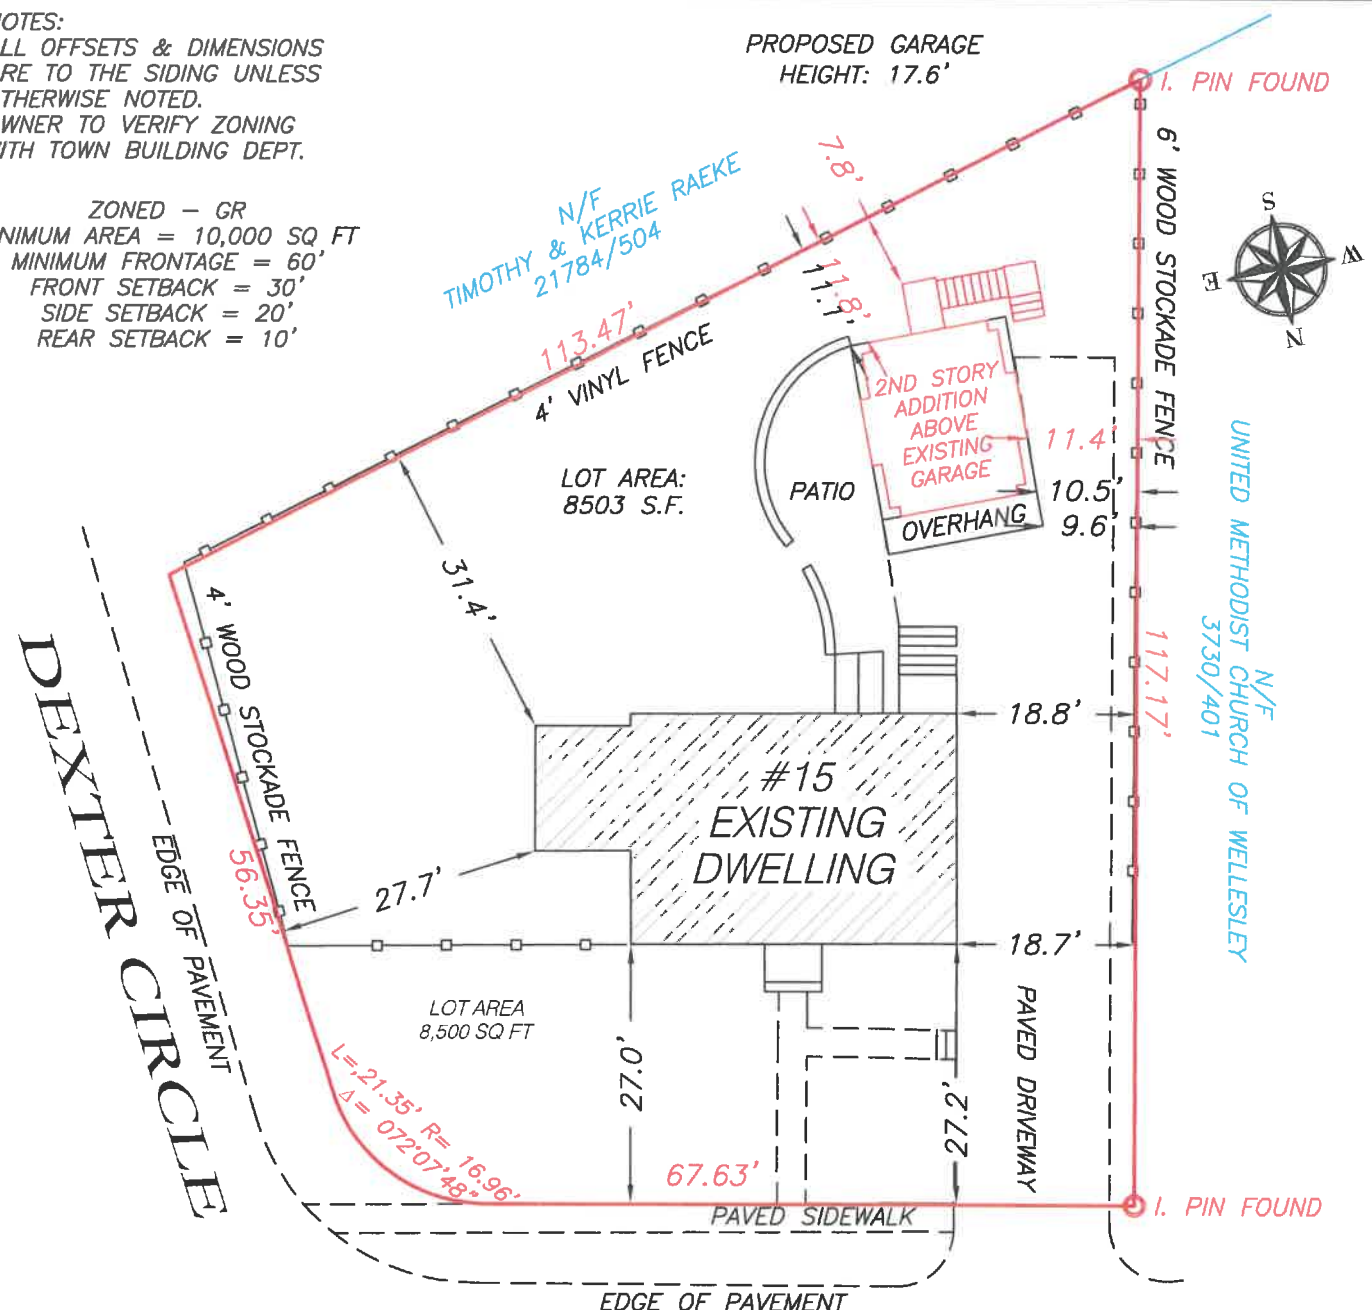 NOTES:
LL OFFSETS & DIMENSIONS
RE TO THE SIDING UNLESS
THERWISE NOTED.
WNER TO VERIFY ZONING
WITH TOWN BUILDING DEPT.
ZONED - GR
NIMUM AREA = 10,000 SQ FT
MINIMUM FRONTAGE = 60'
FRONT SETBACK = 30'
SIDE SETBACK = 20'
REAR SETBACK = 10'
PROPOSED GARAGE
HEIGHT: 17.6'
I. PIN FOUND
6' WOOD STOCKADE FENCE
S
W
E
N
N/F
TIMOTHY & KERRIE RAEKE
21784/504
7.8'
11.8'
11.1'
113.47'
4' VINYL FENCE
2ND STORY
ADDITION
ABOVE
EXISTING
GARAGE
11.4'
10.5'
9.6'
OVERHANG
PATIO
LOT AREA:
8503 S.F.
31.4'
4' WOOD STOCKADE FENCE
N/F
UNITED METHODIST CHURCH OF WELLESLEY
3730/401
117.17'
18.8'
#15
EXISTING
DWELLING
DEXTER CIRCLE
EDGE OF PAVEMENT
56.35'
27.7'
18.7'
LOT AREA
8,500 SQ FT
27.0'
27.2'
PAVED DRIVEWAY
L=,21.35' R= 16.96'
Δ= 072°07'48"
67.63'
PAVED SIDEWALK
I. PIN FOUND
EDGE OF PAVEMENT